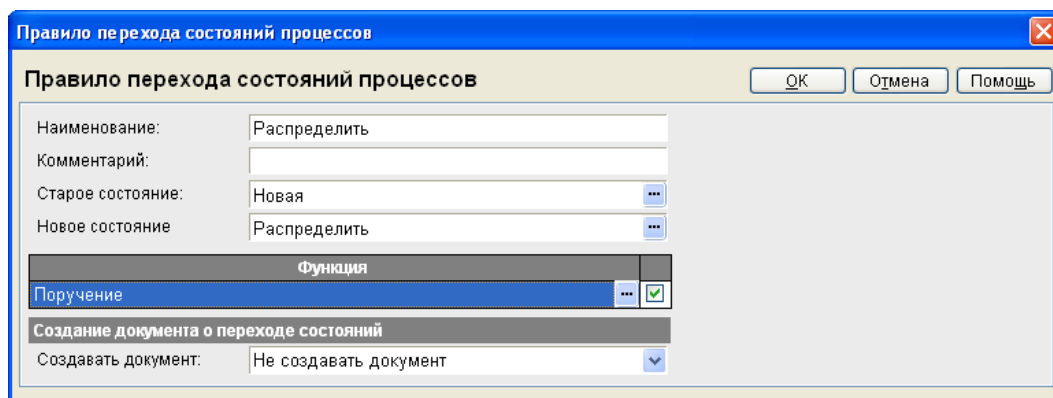 Правило перехода состояний процессов
Правило перехода состояний процессов
ОК Отмена Помощь
Наименование: Распределить
Комментарий:
Старое состояние: Новая ...
Новое состояние Распределить ...
Функция
Поручение ...
Создание документа о переходе состояний
Создавать документ: Не создавать документ